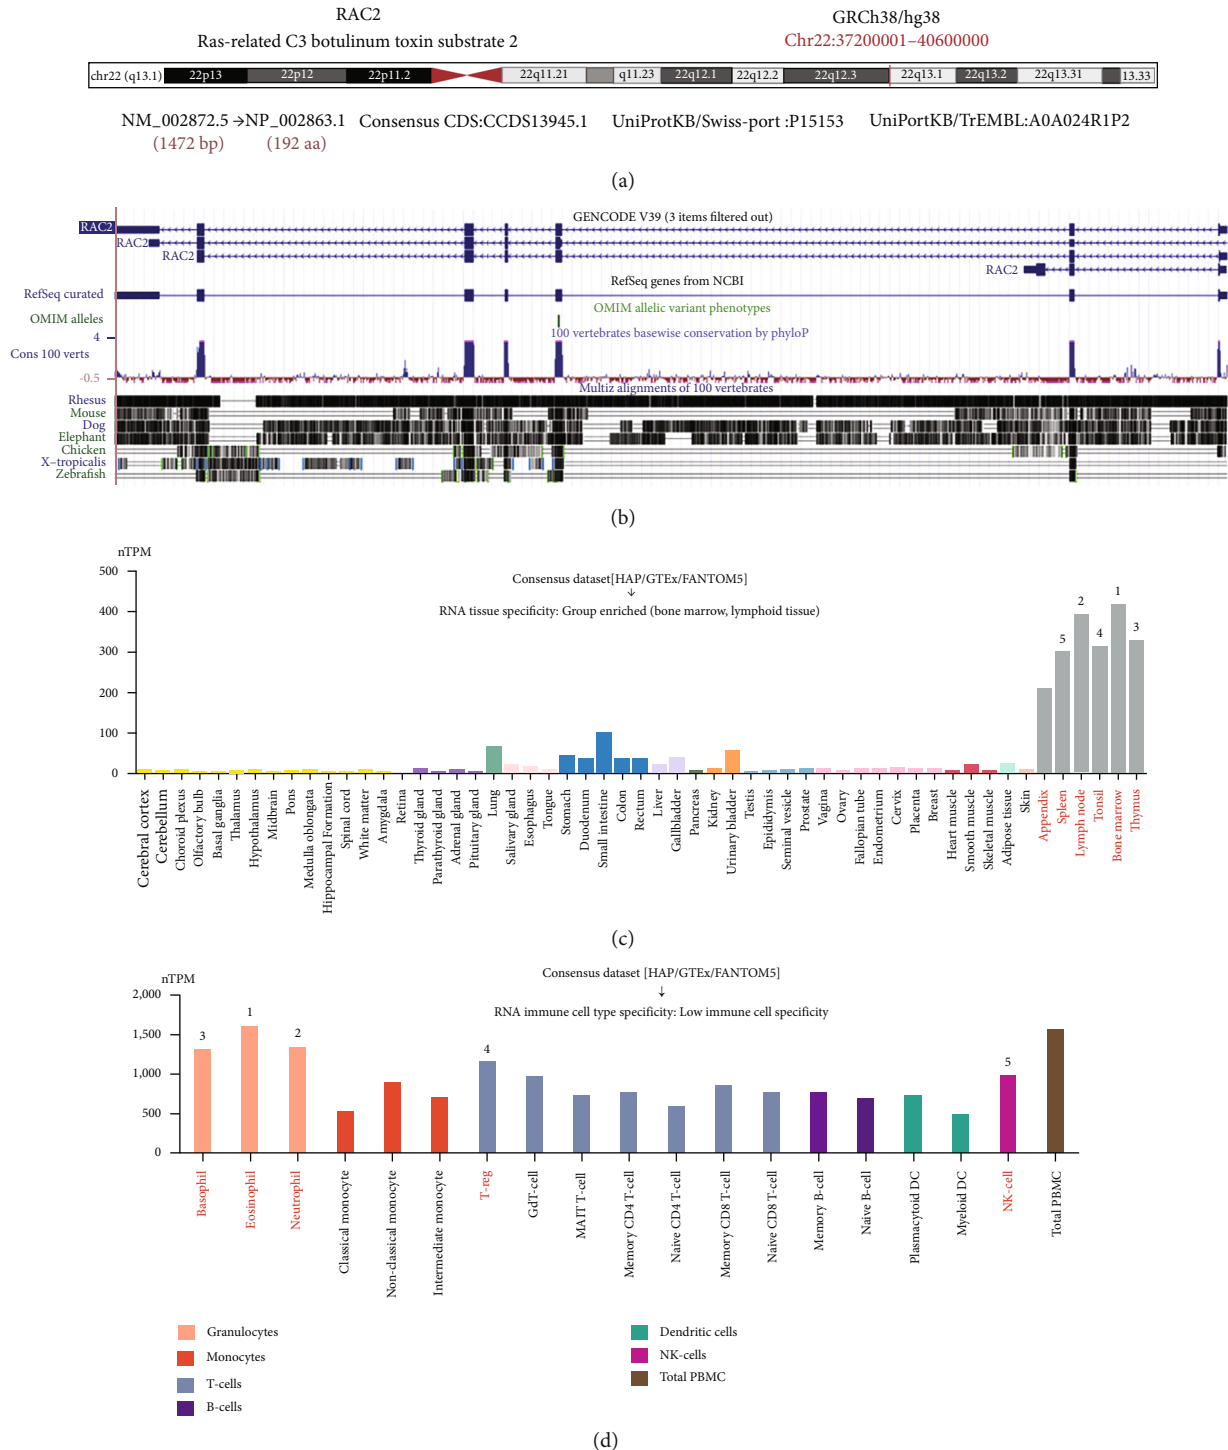 RAC2
GRCh38/hg38
Ras-related C3 botulinum toxin substrate 2
Chr22:37200001–40600000
chr22 (q13.1) 22p13 22p12 22p11.2 22q11.21 q11.23 22q12.1 22q12.2 22q12.3 22q13.1 22q13.2 22q13.31 13.33
NM_002872.5 →NP_002863.1 Consensus CDS:CCDS13945.1 UniProtKB/Swiss-port :P15153 UniPortKB/TrEMBL:A0A024R1P2
(1472 bp) (192 aa)
(a)
GENCODE V39 (3 items filtered out)
RAC2
RAC2
RAC2
RAC2
RefSeq genes from NCBI
RefSeq curated
OMIM allelic variant phenotypes
OMIM alleles
100 vertebrates basewise conservation by phyloP
4
Cons 100 verts
-0.5
Multiz alignments of 100 vertebrates
Rhesus
Mouse
Dog
Elephant
Chicken
X–tropicalis
Zebrafish
(b)
nTPM
500
400
300
200
100
0
Consensus dataset[HAP/GTEx/FANTOM5]
↓
RNA tissue specificity: Group enriched (bone marrow, lymphoid tissue)
5
2
4
1
3
Cerebral cortex
Cerebellum
Choroid plexus
Olfactory bulb
Basal ganglia
Thalamus
Hypothalamus
Midbrain
Pons
Medulla oblongata
Hippocampal Formation
Spinal cord
White matter
Amygdala
Retina
Thyroid gland
Parathyroid gland
Adrenal gland
Pituitary gland
Lung
Salivary gland
Esophagus
Tongue
Stomach
Duodenum
Small intestine
Colon
Rectum
Liver
Gallbladder
Pancreas
Kidney
Urinary bladder
Testis
Epididymis
Seminal vesicle
Prostate
Vagina
Ovary
Fallopian tube
Endometrium
Cervix
Placenta
Breast
Heart muscle
Smooth muscle
Skeletal muscle
Adipose tissue
Skin
Appendix
Spleen
Lymph node
Tonsil
Bone marrow
Thymus
(c)
nTPM
2,000
1,500
1,000
500
0
Consensus dataset [HAP/GTEx/FANTOM5]
↓
RNA immune cell type specificity: Low immune cell specificity
3
1
2
4
5
Basophil
Eosinophil
Neutrophil
Classical monocyte
Non-classical monocyte
Intermediate monocyte
T-reg
GdT-cell
MAIT T-cell
Memory CD4 T-cell
Naive CD4 T-cell
Memory CD8 T-cell
Naive CD8 T-cell
Memory B-cell
Naive B-cell
Plasmacytoid DC
Myeloid DC
NK-cell
Total PBMC
Granulocytes
Monocytes
T-cells
B-cells
Dendritic cells
NK-cells
Total PBMC
(d)